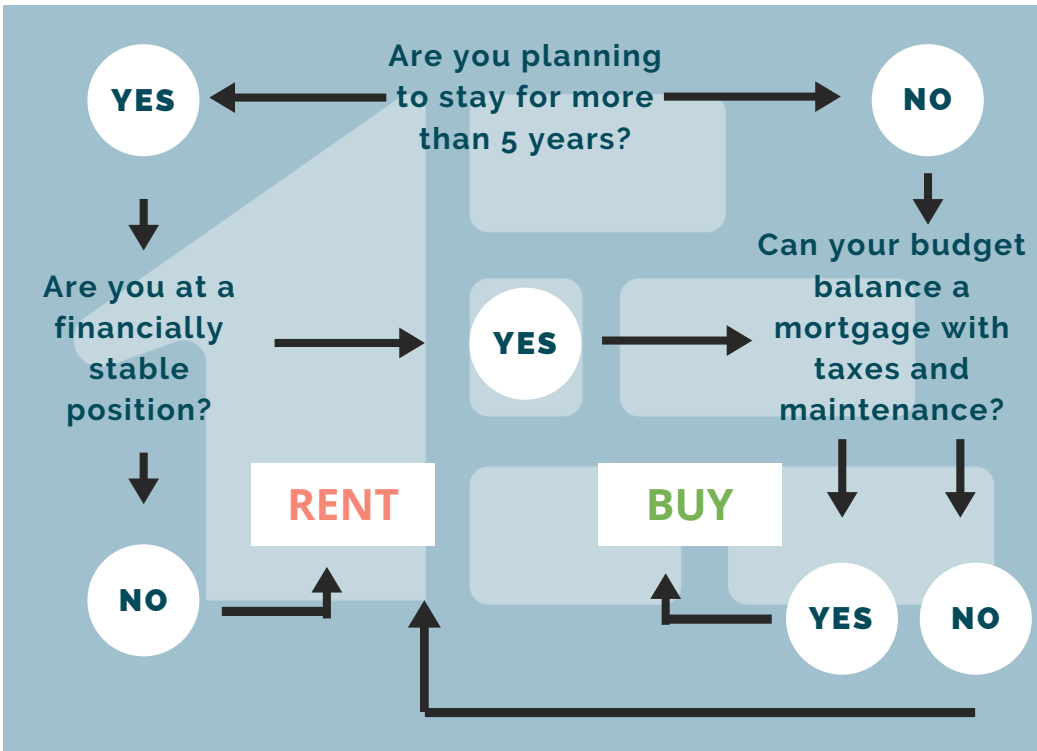 Are you planning
to stay for more
than 5 years?
YES
NO
Are you at a
financially
stable
position?
YES
Can your budget
balance a
mortgage with
taxes and
maintenance?
RENT
BUY
NO
YES
NO